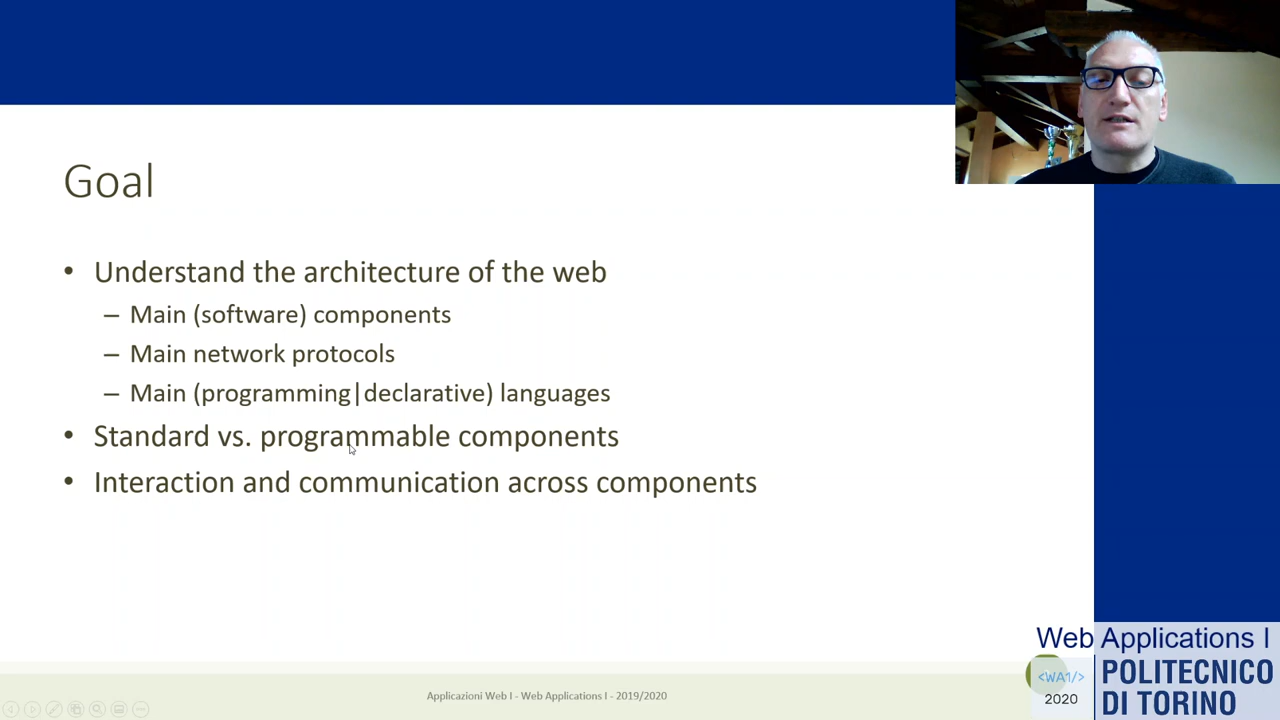 Goal
• Understand the architecture of the web
– Main (software) components
– Main network protocols
– Main (programming|declarative) languages
• Standard vs. programmable components
• Interaction and communication across components
Applicazioni Web I - Web Applications I - 2019/2020
Web Applications I
<WA1/>
2020
POLITECNICO
DI TORINO